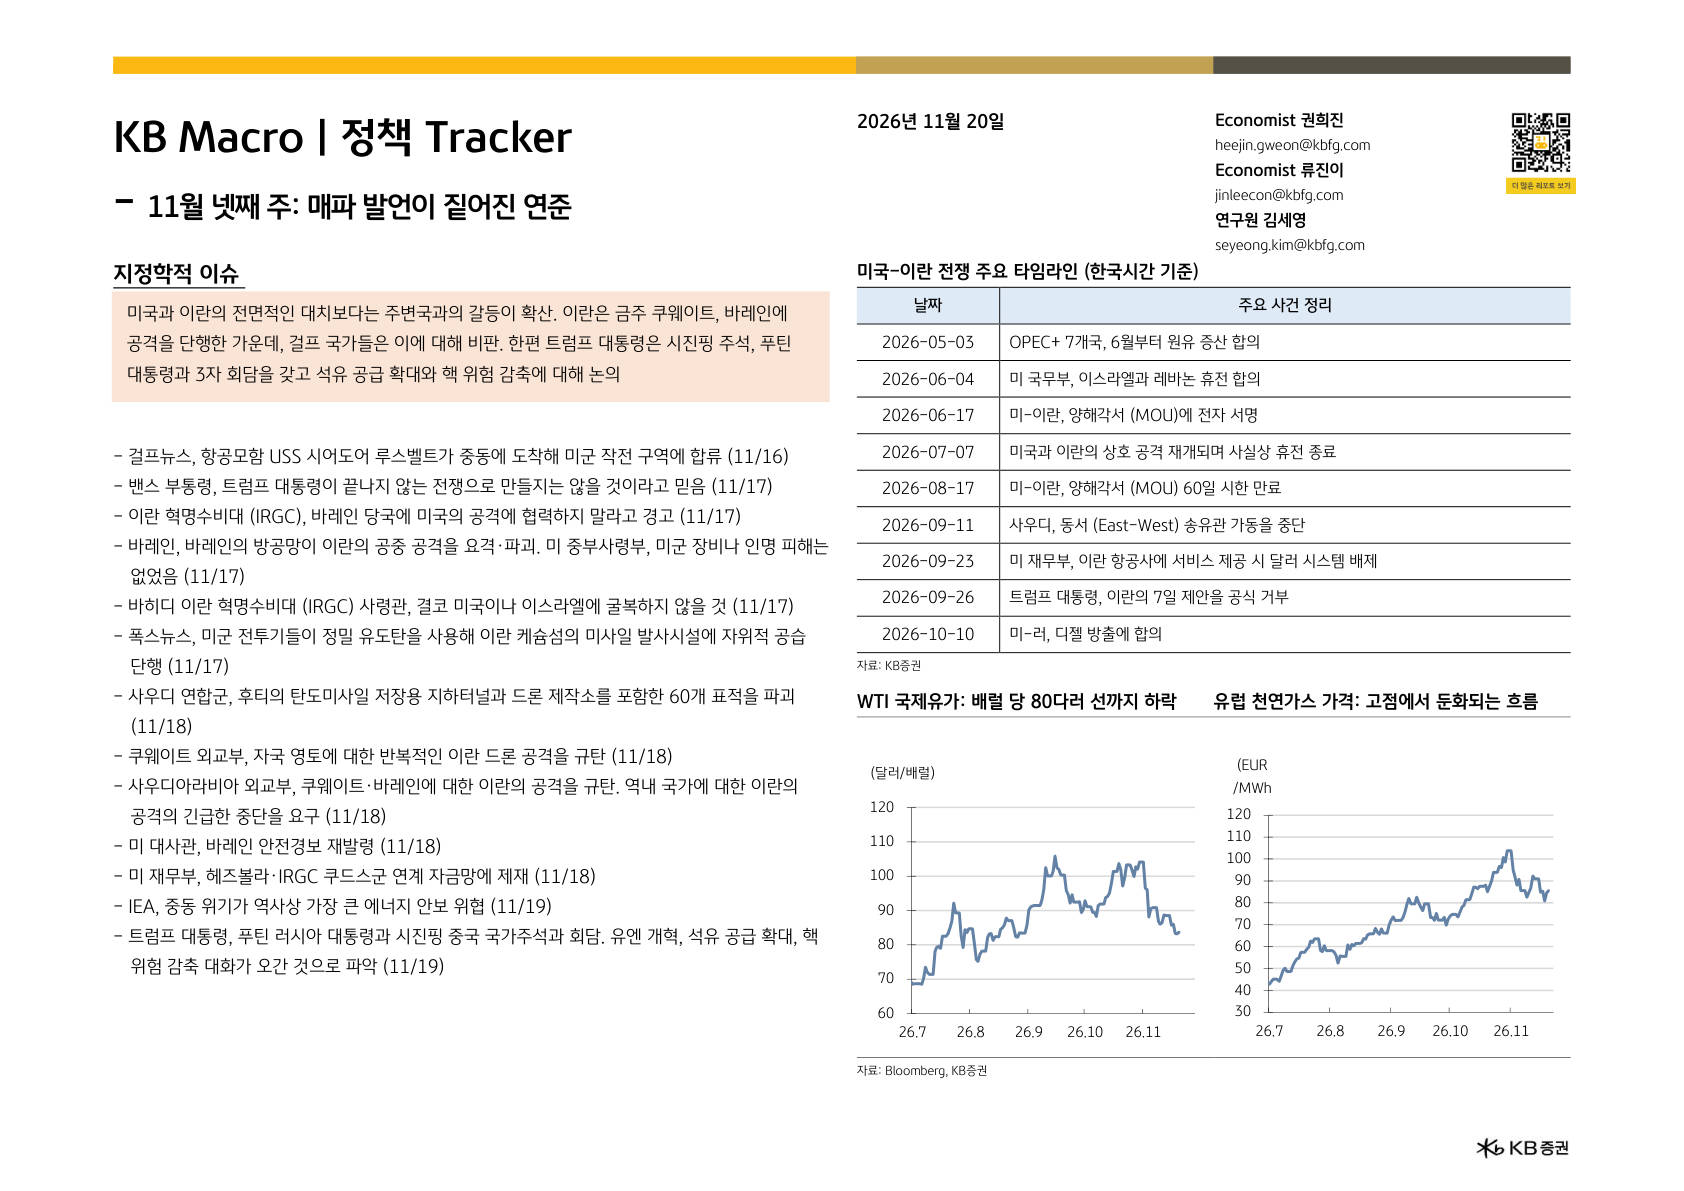 KB Macro | 정책 Tracker
– 11월 넷째 주: 매파 발언이 짙어진 연준
2026년 11월 20일
Economist 권희진
heejin.gweon@kbfg.com
Economist 류진이
jinleecon@kbfg.com
연구원 김세영
seyeong.kim@kbfg.com
더 많은 리포트 보기
지정학적 이슈
미국과 이란의 전면적인 대치보다는 주변국과의 갈등이 확산. 이란은 금주 쿠웨이트, 바레인에
공격을 단행한 가운데, 걸프 국가들은 이에 대해 비판. 한편 트럼프 대통령은 시진핑 주석, 푸틴
대통령과 3자 회담을 갖고 석유 공급 확대와 핵 위험 감축에 대해 논의
- 걸프뉴스, 항공모함 USS 시어도어 루스벨트가 중동에 도착해 미군 작전 구역에 합류 (11/16)
- 밴스 부통령, 트럼프 대통령이 끝나지 않는 전쟁으로 만들지는 않을 것이라고 믿음 (11/17)
- 이란 혁명수비대 (IRGC), 바레인 당국에 미국의 공격에 협력하지 말라고 경고 (11/17)
- 바레인, 바레인의 방공망이 이란의 공중 공격을 요격·파괴. 미 중부사령부, 미군 장비나 인명 피해는
없었음 (11/17)
- 바히디 이란 혁명수비대 (IRGC) 사령관, 결코 미국이나 이스라엘에 굴복하지 않을 것 (11/17)
- 폭스뉴스, 미군 전투기들이 정밀 유도탄을 사용해 이란 케슘섬의 미사일 발사시설에 자위적 공습
단행 (11/17)
- 사우디 연합군, 후티의 탄도미사일 저장용 지하터널과 드론 제작소를 포함한 60개 표적을 파괴
(11/18)
- 쿠웨이트 외교부, 자국 영토에 대한 반복적인 이란 드론 공격을 규탄 (11/18)
- 사우디아라비아 외교부, 쿠웨이트·바레인에 대한 이란의 공격을 규탄. 역내 국가에 대한 이란의
공격의 긴급한 중단을 요구 (11/18)
- 미 대사관, 바레인 안전경보 재발령 (11/18)
- 미 재무부, 헤즈볼라·IRGC 쿠드스군 연계 자금망에 제재 (11/18)
- IEA, 중동 위기가 역사상 가장 큰 에너지 안보 위협 (11/19)
- 트럼프 대통령, 푸틴 러시아 대통령과 시진핑 중국 국가주석과 회담. 유엔 개혁, 석유 공급 확대, 핵
위험 감축 대화가 오간 것으로 파악 (11/19)
미국-이란 전쟁 주요 타임라인 (한국시간 기준)
날짜 주요 사건 정리
2026-05-03 OPEC+ 7개국, 6월부터 원유 증산 합의
2026-06-04 미 국무부, 이스라엘과 레바논 휴전 합의
2026-06-17 미-이란, 양해각서 (MOU)에 전자 서명
2026-07-07 미국과 이란의 상호 공격 재개되며 사실상 휴전 종료
2026-08-17 미-이란, 양해각서 (MOU) 60일 시한 만료
2026-09-11 사우디, 동서 (East-West) 송유관 가동을 중단
2026-09-23 미 재무부, 이란 항공사에 서비스 제공 시 달러 시스템 배제
2026-09-26 트럼프 대통령, 이란의 7일 제안을 공식 거부
2026-10-10 미-러, 디젤 방출에 합의
자료: KB증권
WTI 국제유가: 배럴 당 80다러 선까지 하락
(달러/배럴)
120
110
100
90
80
70
60
26.7 26.8 26.9 26.10 26.11
유럽 천연가스 가격: 고점에서 둔화되는 흐름
(EUR
/MWh
120
110
100
90
80
70
60
50
40
30
26.7 26.8 26.9 26.10 26.11
자료: Bloomberg, KB증권
KB증권